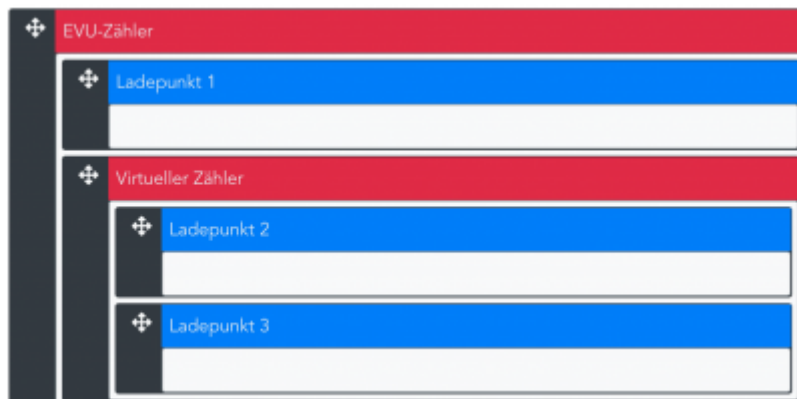 EVU-Zähler
Ladepunkt 1
Virtueller Zähler
Ladepunkt 2
Ladepunkt 3